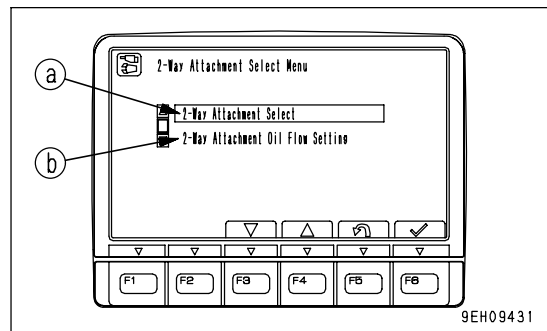 2-Way Attachment Select Menu
a
2-Way Attachment Select
2-Way Attachment Oil Flow Setting
b
F1 F2 F3 F4 F5 F6
9EH09431